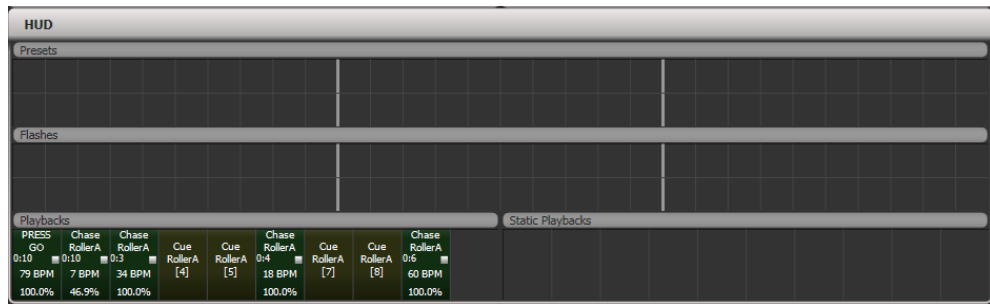 HUD
Presets
Flashes
Playbacks
Static Playbacks
PRESS GO
0:10
79 BPM
100.0%
Chase RollerA
0:10
7 BPM
46.9%
Chase RollerA
0:3
34 BPM
100.0%
Cue RollerA
[4]
Cue RollerA
[5]
Chase RollerA
0:4
18 BPM
100.0%
Cue RollerA
[7]
Cue RollerA
[8]
Chase RollerA
0:6
60 BPM
100.0%